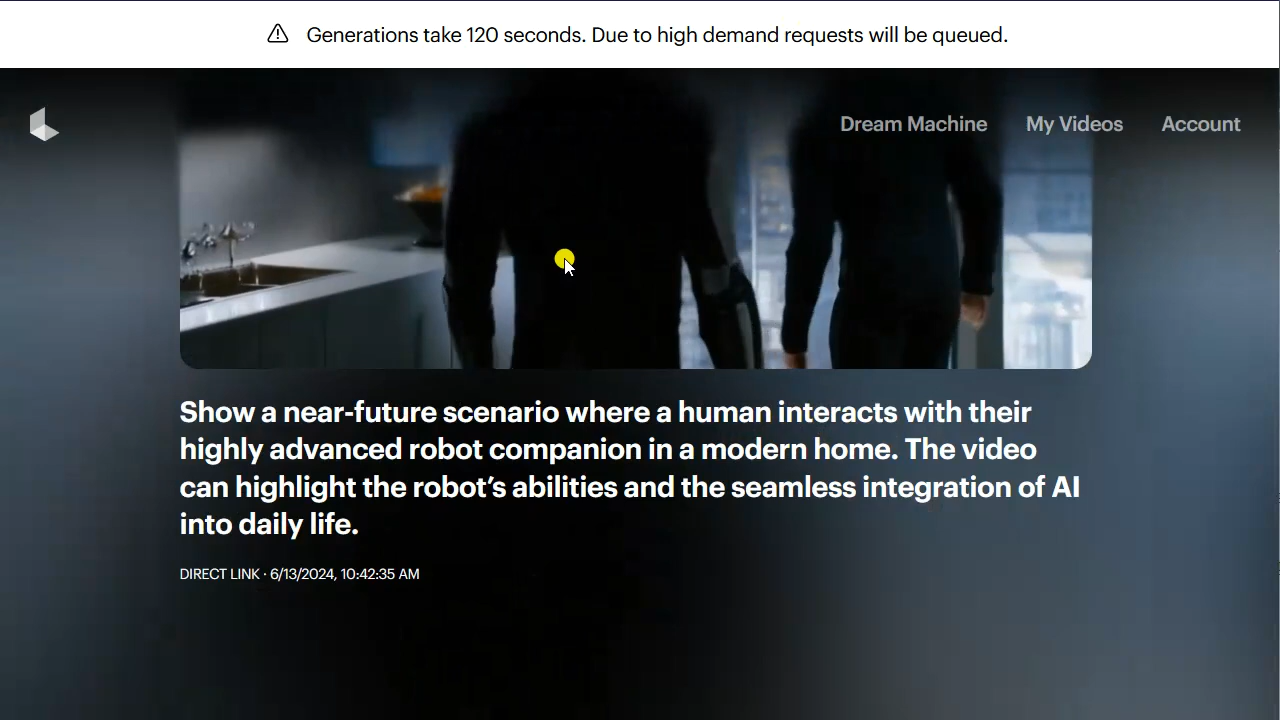 Generations take 120 seconds. Due to high demand requests will be queued.
Dream Machine My Videos Account
Show a near-future scenario where a human interacts with their
highly advanced robot companion in a modern home. The video
can highlight the robot’s abilities and the seamless integration of AI
into daily life.
DIRECT LINK · 6/13/2024, 10:42:35 AM